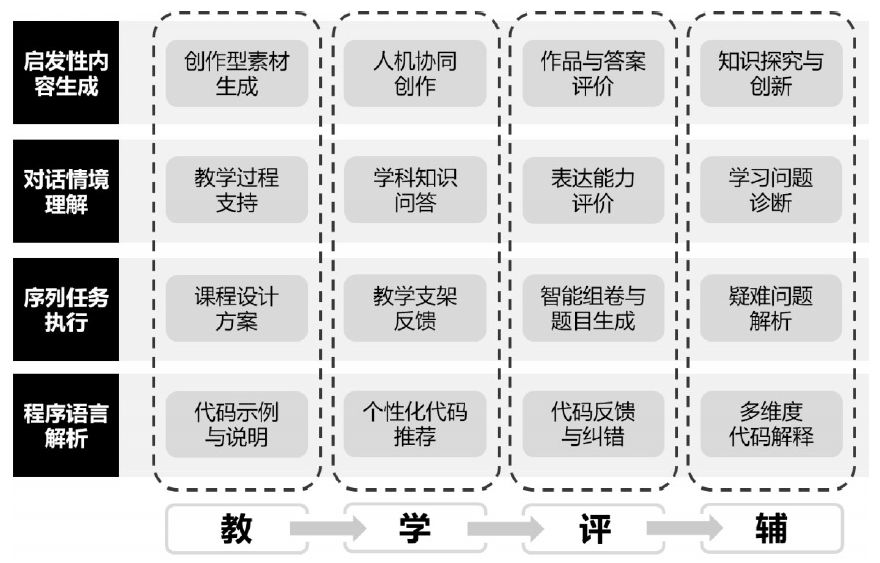 启发性内
容生成
创作型素材
生成
人机协同
创作
作品与答案
评价
知识探究与
创新
对话情境
理解
教学过程
支持
学科知识
问答
表达能力
评价
学习问题
诊断
序列任务
执行
课程设计
方案
教学支架
反馈
智能组卷与
题目生成
疑难问题
解析
程序语言
解析
代码示例
与说明
个性化代码
推荐
代码反馈
与纠错
多维度
代码解释
教
学
评
辅